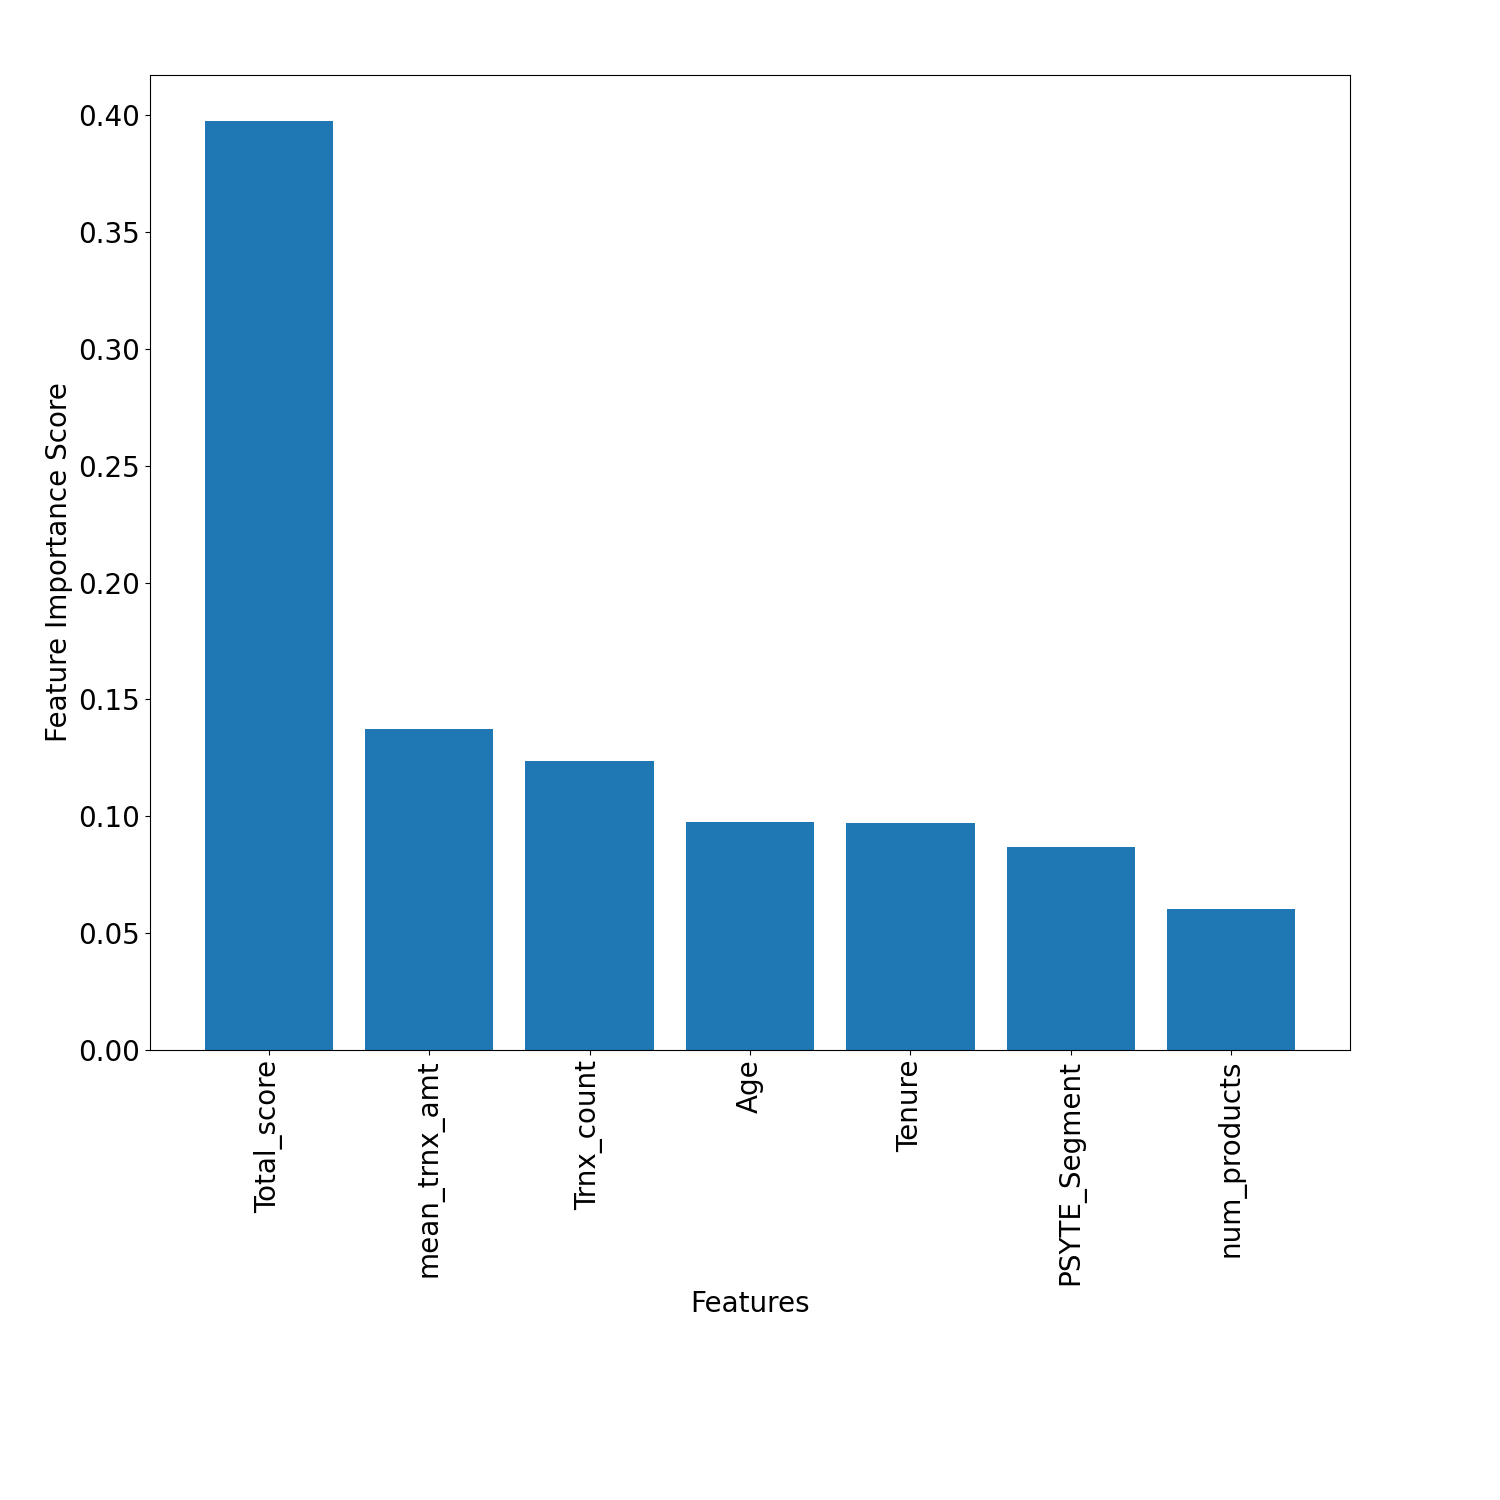 Feature Importance Score
0.40
0.35
0.30
0.25
0.20
0.15
0.10
0.05
0.00
Total_score
mean_trnx_amt
Trnx_count
Age
Tenure
PSYTE_Segment
num_products
Features